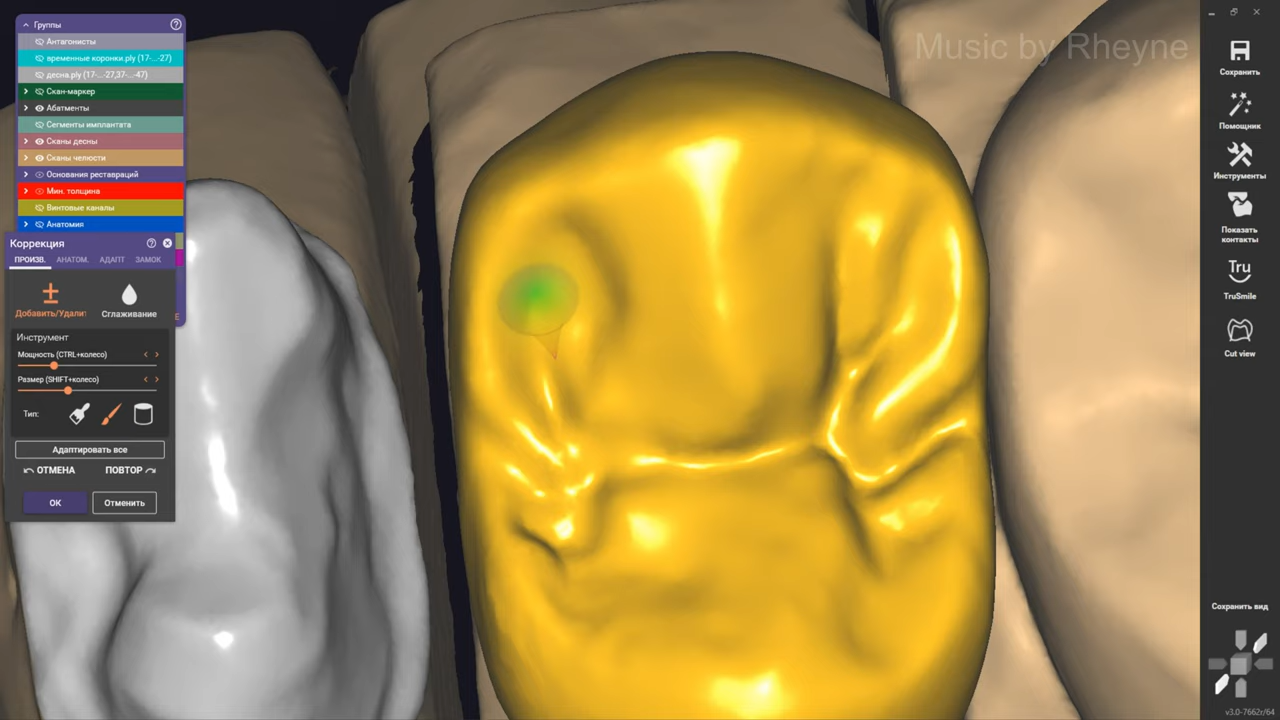 Группы
Антагонисты
временные коронки.ply (17-...-27)
десна.ply (17-...-27,37-...-47)
Скан-маркер
Абатменты
Сегменты имплантата
Сканы десны
Сканы челюсти
Основания реставраций
Мин. толщина
Винтовые каналы
Анатомия
Коррекция
ПРОИЗВ. АНАТОМ. АДАПТ ЗАМОК
Добавить/Удалит Сглаживание
Инструмент
Мощность (CTRL+колесо)
Размер (SHIFT+колесо)
Тип:
Адаптировать все
ОТМЕНА ПОВТОР
ОК Отменить
Music by Rheyne
Сохранить
Помощник
Инструменты
Показать
контакты
Tru
TruSmile
Cut view
Сохранить вид
v3.0-7662r/64